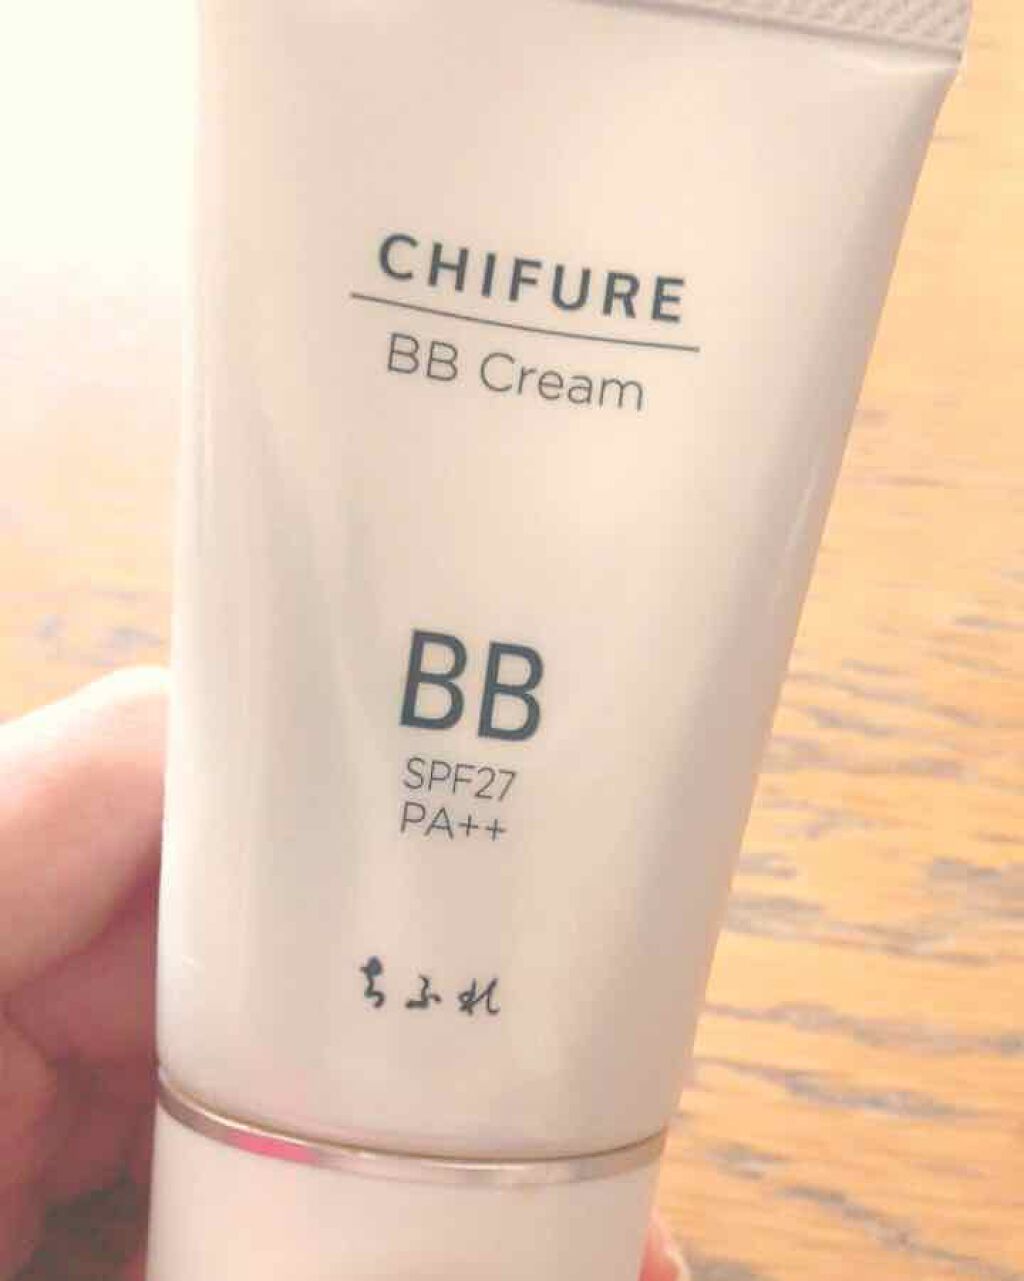 CHIFURE
BB Cream
BB
SPF27
PA++
ちふれ